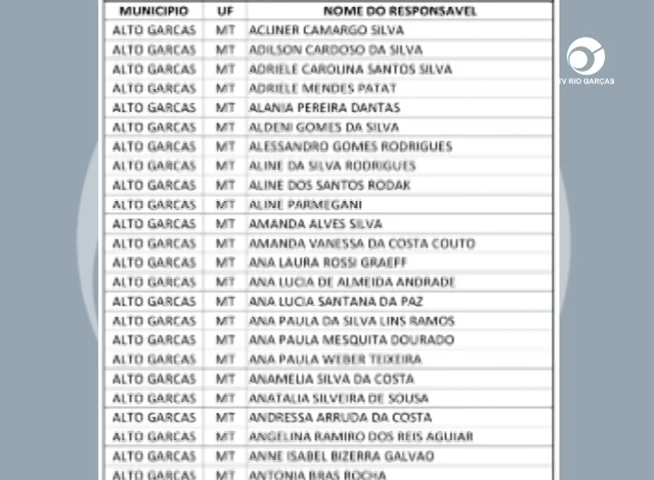 MUNICIPIO UF NOME DO RESPONSAVEL
ALTO GARCAS MT ACLINER CAMARGO SILVA
ALTO GARCAS MT ADILSON CARDOSO DA SILVA
ALTO GARCAS MT ADRIELE CAROLINA SANTOS SILVA
ALTO GARCAS MT ADRIELE MENDES PATAT
ALTO GARCAS MT ALANIA PEREIRA DANTAS
ALTO GARCAS MT ALDENI GOMES DA SILVA
ALTO GARCAS MT ALESSANDRO GOMES RODRIGUES
ALTO GARCAS MT ALINE DA SILVA RODRIGUES
ALTO GARCAS MT ALINE DOS SANTOS RODAK
ALTO GARCAS MT ALINE PARMEGANI
ALTO GARCAS MT AMANDA ALVES SILVA
ALTO GARCAS MT AMANDA VANESSA DA COSTA COUTO
ALTO GARCAS MT ANA LAURA ROSSI GRAEFF
ALTO GARCAS MT ANA LUCIA DE ALMEIDA ANDRADE
ALTO GARCAS MT ANA LUCIA SANTANA DA PAZ
ALTO GARCAS MT ANA PAULA DA SILVA LINS RAMOS
ALTO GARCAS MT ANA PAULA MESQUITA DOURADO
ALTO GARCAS MT ANA PAULA WEBER TEIXEIRA
ALTO GARCAS MT ANAMELIA SILVA DA COSTA
ALTO GARCAS MT ANATALIA SILVEIRA DE SOUSA
ALTO GARCAS MT ANDRESSA ARRUDA DA COSTA
ALTO GARCAS MT ANGELINA RAMIRO DOS REIS AGUIAR
ALTO GARCAS MT ANNE ISABEL BIZERRA GALVAO
ALTO GARCAS MT ANTONIA BRAS ROCHA
TV RIO GARÇAS